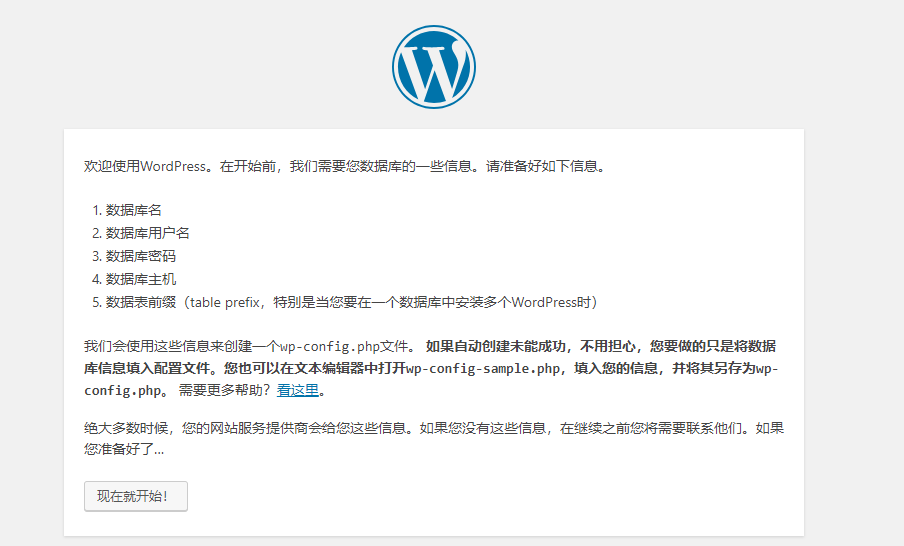 欢迎使用WordPress。在开始前，我们需要您数据库的一些信息。请准备好如下信息。
1. 数据库名
2. 数据库用户名
3. 数据库密码
4. 数据库主机
5. 数据表前缀（table prefix，特别是当您要在一个数据库中安装多个WordPress时）
我们会使用这些信息来创建一个wp-config.php文件。 如果自动创建未能成功，不用担心，您要做的只是将数据
库信息填入配置文件。您也可以在文本编辑器中打开wp-config-sample.php，填入您的信息，并将其另存为wp-
config.php。 需要更多帮助？看这里。
绝大多数时候，您的网站服务提供商会给您这些信息。如果您没有这些信息，在继续之前您将需要联系他们。如果
您准备好了…
现在就开始！